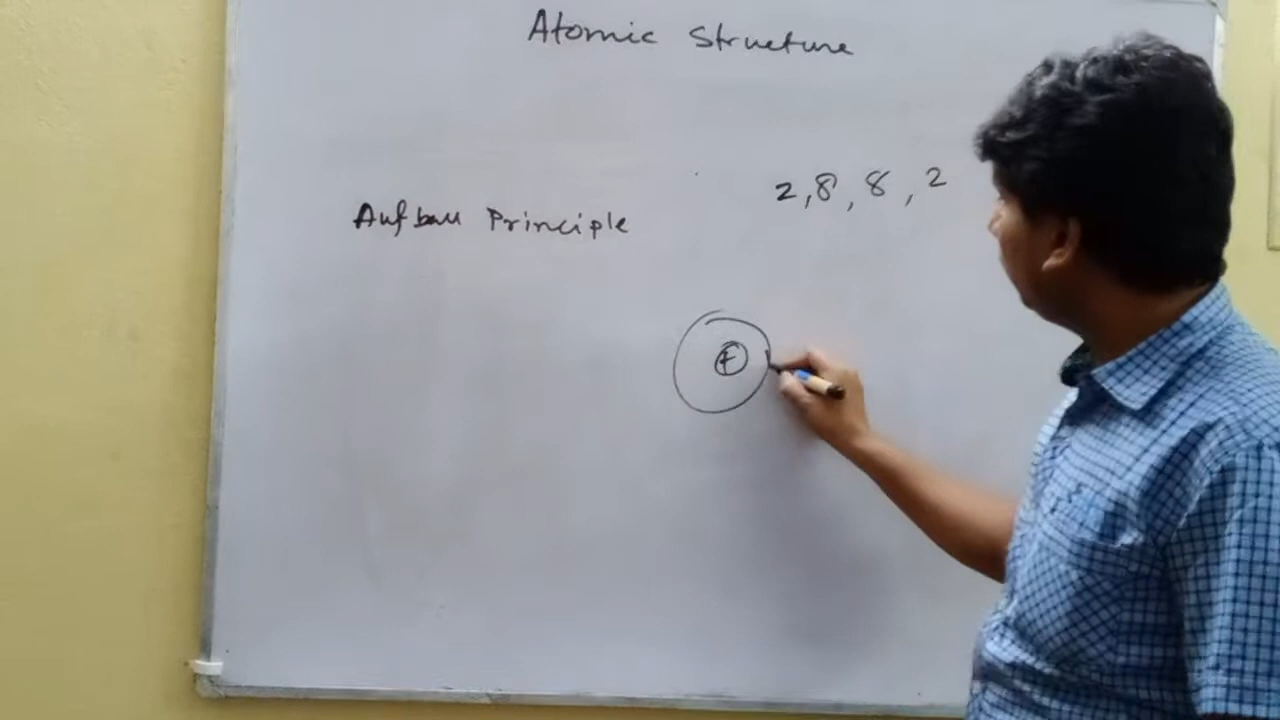 Atomic Structure
2, 8, 8, 2
Aufbau Principle
+